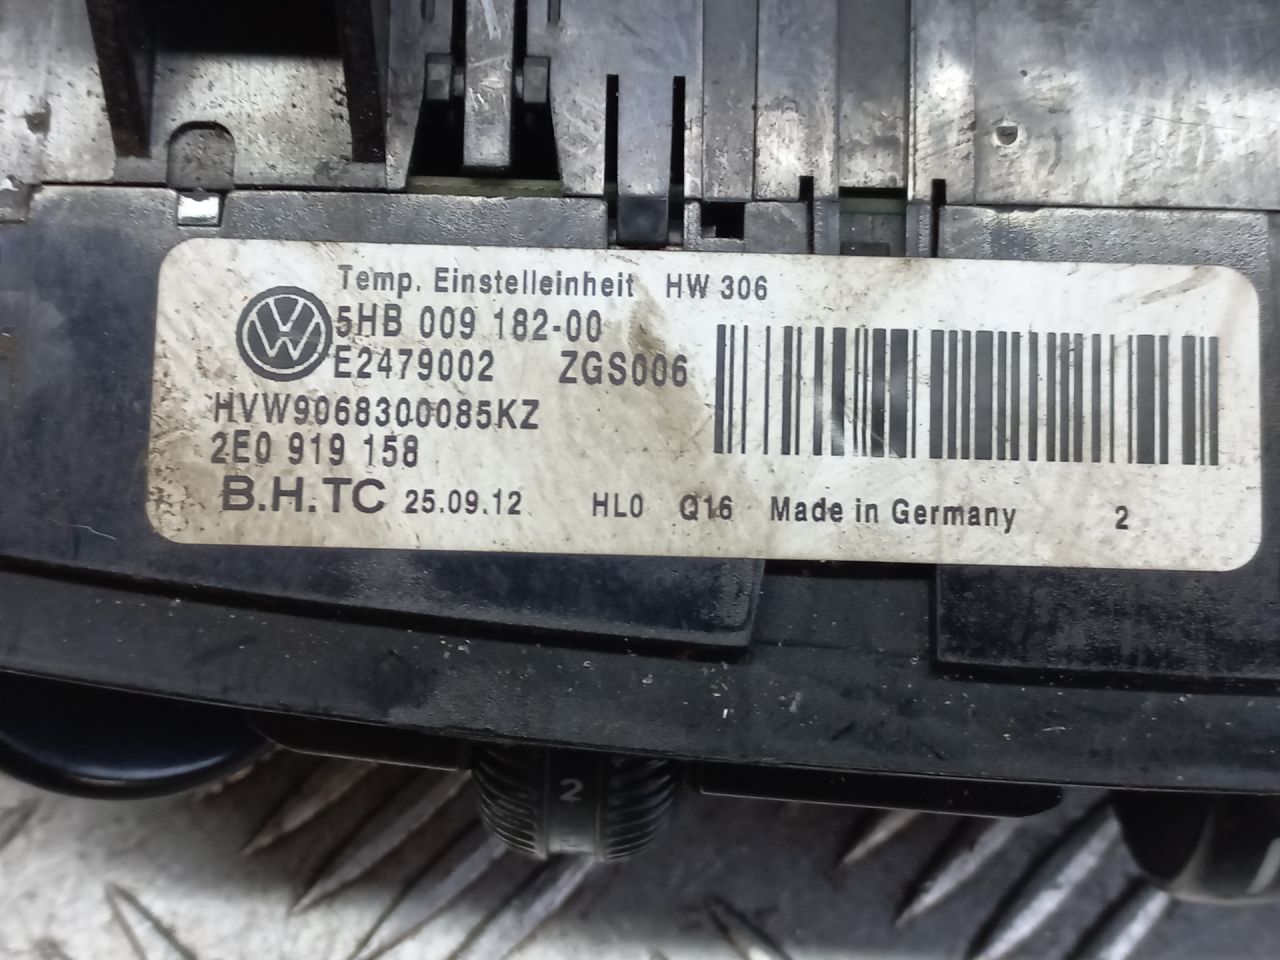 Temp. Einstelleinheit HW 306
5HB 009 182-00
E2479002 ZGS006
HVW9068300085KZ
2E0 919 158
B.H.TC 25.09.12 HL0 Q16 Made in Germany 2
2